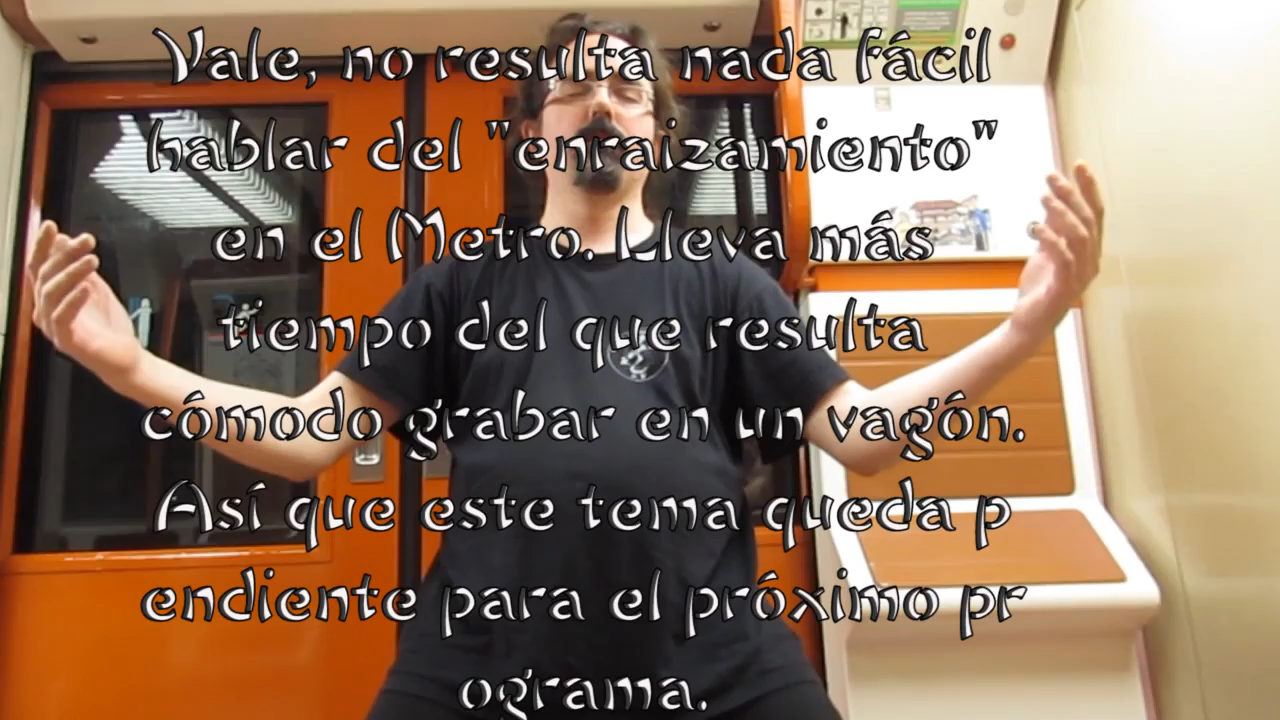 Vale, no resulta nada fácil
hablar del "enraizamiento"
en el Metro. Lleva más
tiempo del que resulta
cómodo grabar en un vagón.
Así que este tema queda p
endiente para el próximo pr
ograma.